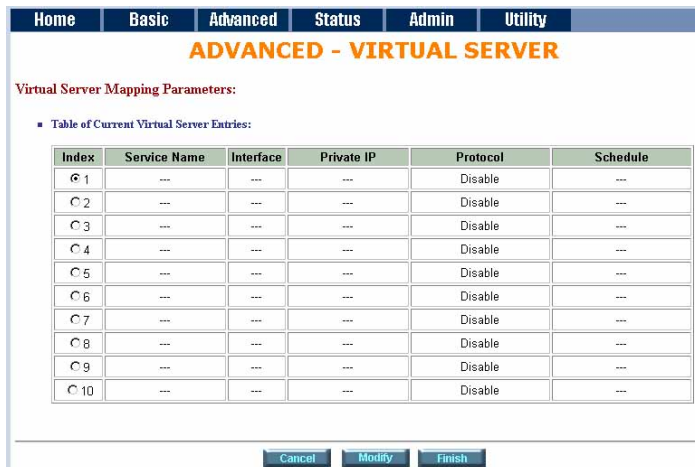 Home Basic Advanced Status Admin Utility
ADVANCED - VIRTUAL SERVER
Virtual Server Mapping Parameters:
Table of Current Virtual Server Entries:
Index Service Name Interface Private IP Protocol Schedule
1 --- --- --- Disable ---
2 --- --- --- Disable ---
3 --- --- --- Disable ---
4 --- --- --- Disable ---
5 --- --- --- Disable ---
6 --- --- --- Disable ---
7 --- --- --- Disable ---
8 --- --- --- Disable ---
9 --- --- --- Disable ---
10 --- --- --- Disable ---
Cancel Modify Finish